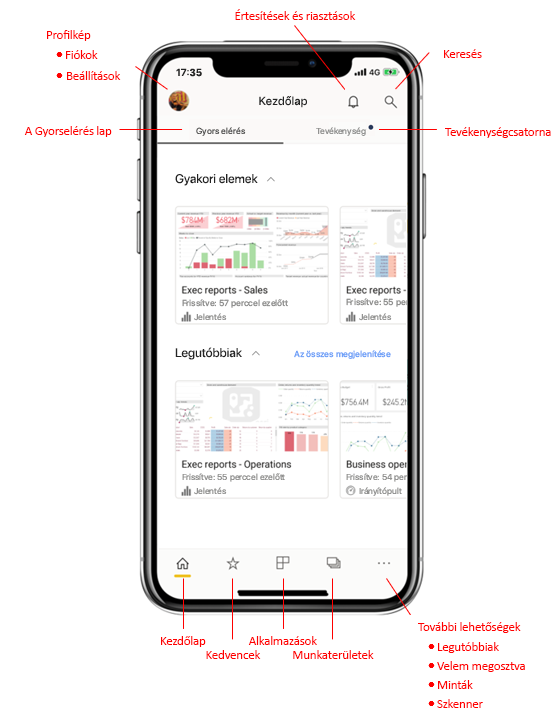 Értesítések és riasztások
Profilkép
• Fiókok
• Beállítások
Keresés
17:35
4G
Kezdőlap
A Gyorselérés lap
Gyors elérés
Tevékenység
Tevékenységcsatorna
Gyakori elemek
$784M
$682M
Exec reports - Sales
Frissítve: 57 perccel ezelőtt
Jelentés
Exec reports -
Frissítve: 55 per
Jelentés
Legutóbbiak
Az összes megjelenítése
$756.4M
$245.2
Exec reports - Operations
Frissítve: 55 perccel ezelőtt
Jelentés
Business oper
Frissítve: 54 per
Irányítópult
Kezdőlap
Kedvencek
Alkalmazások
Munkaterületek
További lehetőségek
• Legutóbbiak
• Velem megosztva
• Minták
• Szkenner